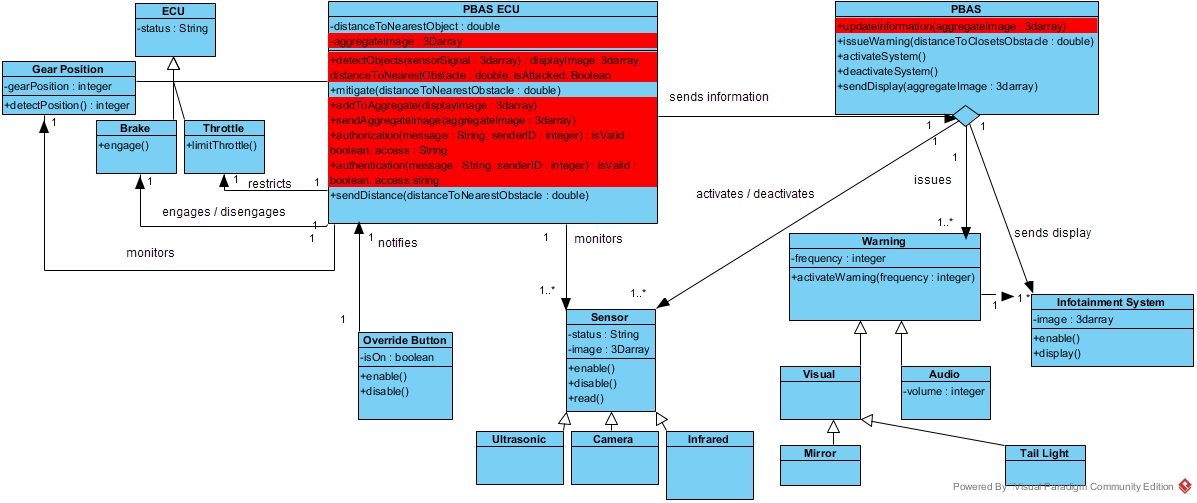 ECU
-status : String
PBAS ECU
-distanceToNearestObject : double
-aggregateImage : 3Darray
+detectObjects(sensorSignal : 3darray) : displayImage: 3darray,
distanceToNearestObstacle : double, isAttacked: Boolean
+mitigate(distanceToNearestObstacle : double)
+addToAggregate(displayImage : 3darray)
+sendAggregateImage(aggregateImage : 3darray)
+authorization(message : String, senderID : integer) : isValid :
boolean, access : String
+authentication(message : String, senderID : integer) : isValid :
boolean, access:string
+sendDistance(distanceToNearestObstacle : double)
PBAS
+updateInformation(aggregateImage : 3darray)
+issueWarning(distanceToClosetsObstacle : double)
+activateSystem()
+deactivateSystem()
+sendDisplay(aggregateImage : 3darray)
Gear Position
-gearPosition : integer
+detectPosition() : integer
1
Brake
+engage()
1
Throttle
+limitThrottle()
1
restricts
1
engages / disengages
1
monitors
1
sends information
1
1
1
1
activates / deactivates
issues
1..*
sends display
notifies
1
1
monitors
1
1..*
1..*
Override Button
-isOn : boolean
+enable()
+disable()
Sensor
-status : String
-image : 3Darray
+enable()
+disable()
+read()
Ultrasonic
Camera
Infrared
Warning
-frequency : integer
+activateWarning(frequency : integer)
1
1 *
Infotainment System
-image : 3darray
+enable()
+display()
Visual
Audio
-volume : integer
Mirror
Tail Light
Powered By Visual Paradigm Community Edition